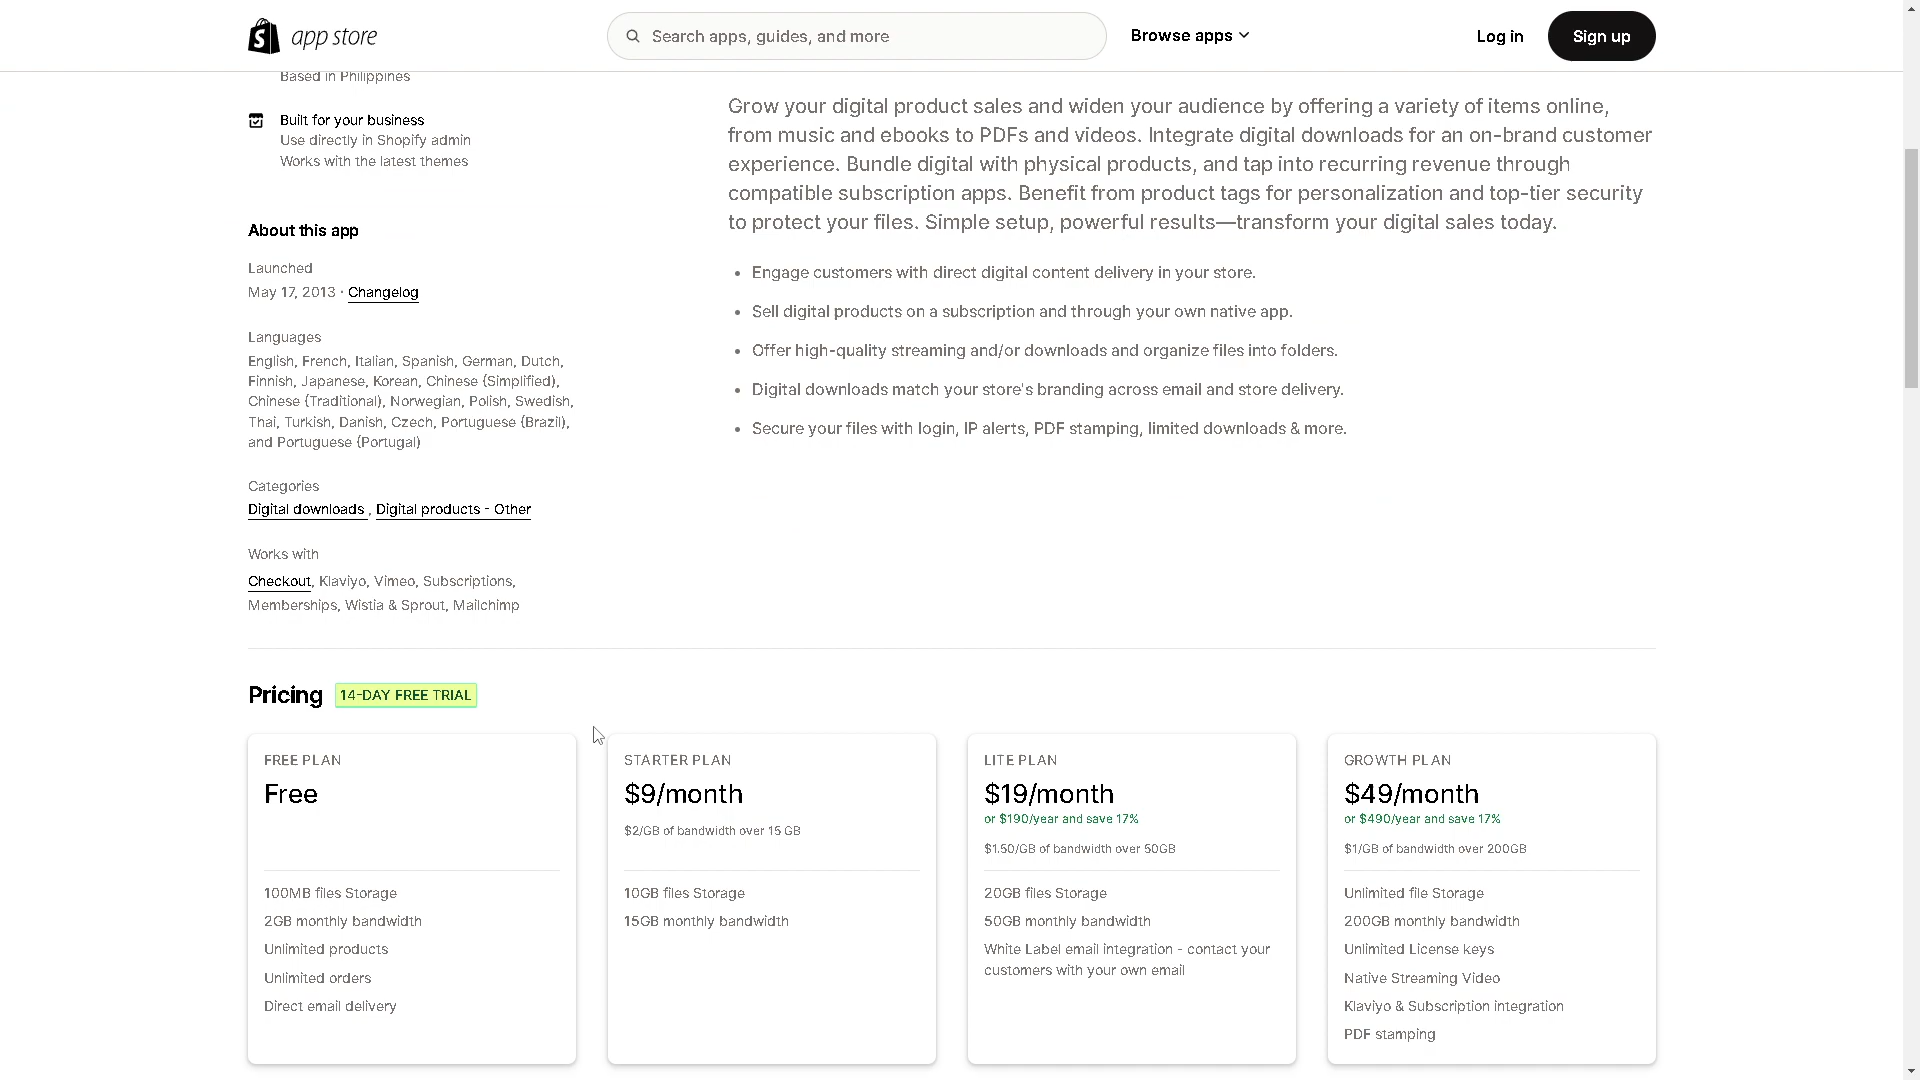 app store
Search apps, guides, and more
Browse apps
Log in
Sign up
Based in Philippines
Built for your business
Use directly in Shopify admin
Works with the latest themes
About this app
Launched
May 17, 2013 · Changelog
Languages
English, French, Italian, Spanish, German, Dutch,
Finnish, Japanese, Korean, Chinese (Simplified),
Chinese (Traditional), Norwegian, Polish, Swedish,
Thai, Turkish, Danish, Czech, Portuguese (Brazil),
and Portuguese (Portugal)
Categories
Digital downloads , Digital products - Other
Works with
Checkout, Klaviyo, Vimeo, Subscriptions,
Memberships, Wistia & Sprout, Mailchimp
Grow your digital product sales and widen your audience by offering a variety of items online,
from music and ebooks to PDFs and videos. Integrate digital downloads for an on-brand customer
experience. Bundle digital with physical products, and tap into recurring revenue through
compatible subscription apps. Benefit from product tags for personalization and top-tier security
to protect your files. Simple setup, powerful results—transform your digital sales today.
• Engage customers with direct digital content delivery in your store.
• Sell digital products on a subscription and through your own native app.
• Offer high-quality streaming and/or downloads and organize files into folders.
• Digital downloads match your store's branding across email and store delivery.
• Secure your files with login, IP alerts, PDF stamping, limited downloads & more.
Pricing
14-DAY FREE TRIAL
FREE PLAN
Free
100MB files Storage
2GB monthly bandwidth
Unlimited products
Unlimited orders
Direct email delivery
STARTER PLAN
$9/month
$2/GB of bandwidth over 15 GB
10GB files Storage
15GB monthly bandwidth
LITE PLAN
$19/month
or $190/year and save 17%
$1.50/GB of bandwidth over 50GB
20GB files Storage
50GB monthly bandwidth
White Label email integration - contact your
customers with your own email
GROWTH PLAN
$49/month
or $490/year and save 17%
$1/GB of bandwidth over 200GB
Unlimited file Storage
200GB monthly bandwidth
Unlimited License keys
Native Streaming Video
Klaviyo & Subscription integration
PDF stamping